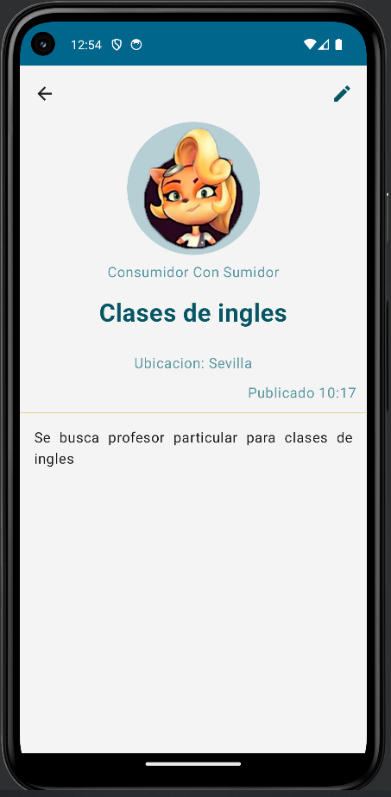 12:54
Consumidor Con Sumidor
Clases de ingles
Ubicacion: Sevilla
Publicado 10:17
Se busca profesor particular para clases de
ingles